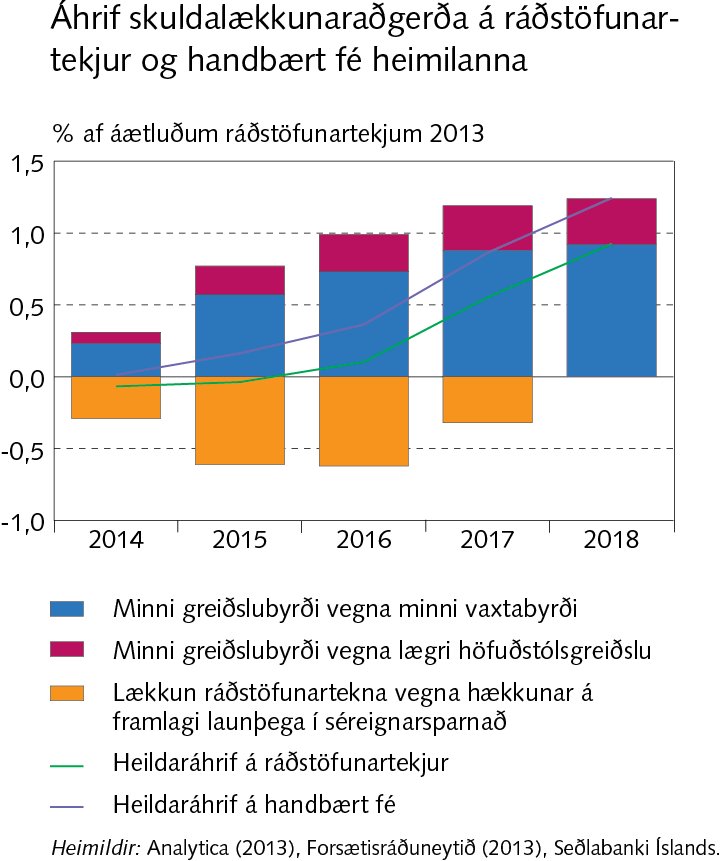 Áhrif skuldalækkunaraðgerða á ráðstöfunar-
tekjur og handbært fé heimilanna
% af áætluðum ráðstöfunartekjum 2013
1,5
1,0
0,5
0,0
-0,5
-1,0
2014 2015 2016 2017 2018
Minni greiðslubyrði vegna minni vaxtabyrði
Minni greiðslubyrði vegna lægri höfuðstólsgreiðslu
Lækkun ráðstöfunartekna vegna hækkunar á
framlagi launþega í séreignarsparnað
Heildaráhrif á ráðstöfunartekjur
Heildaráhrif á handbært fé
Heimildir: Analytica (2013), Forsætisráðuneytið (2013), Seðlabanki Íslands.